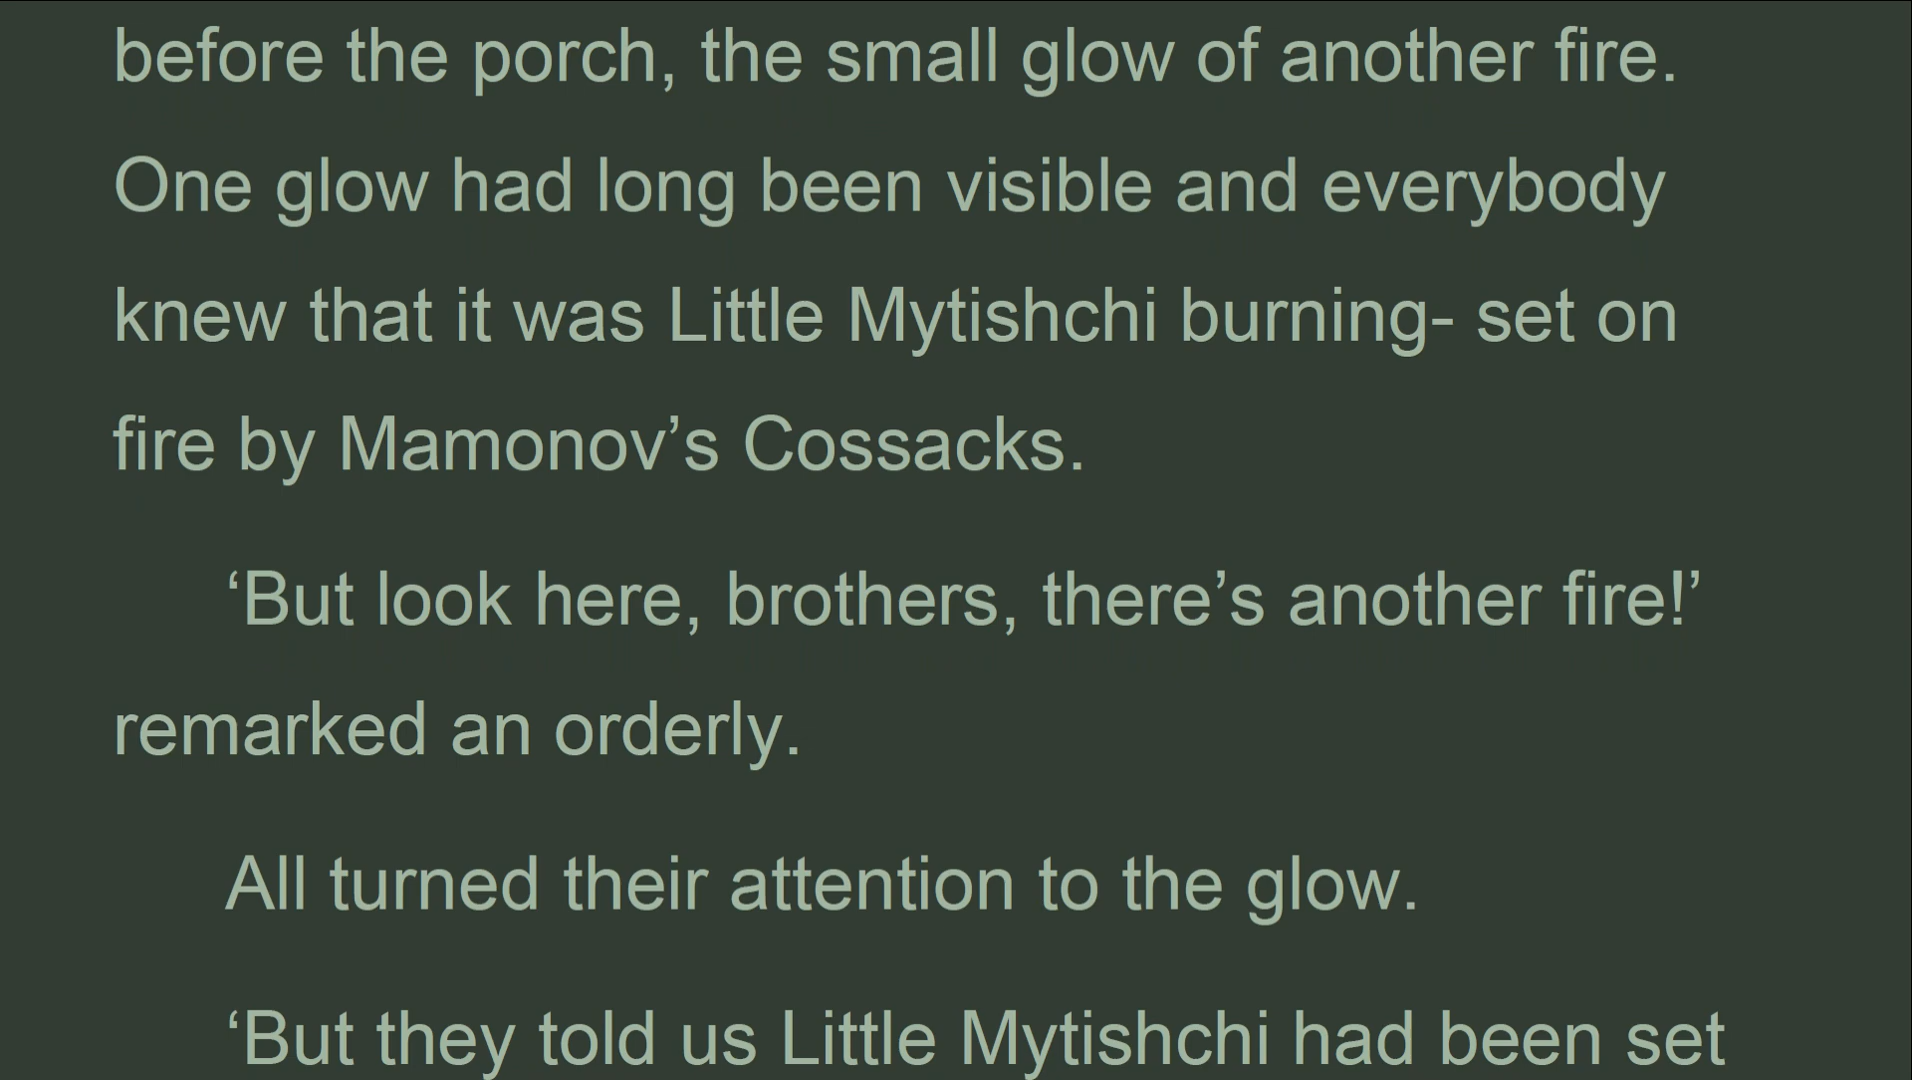 before the porch, the small glow of another fire.
One glow had long been visible and everybody
knew that it was Little Mytishchi burning- set on
fire by Mamonov’s Cossacks.
‘But look here, brothers, there’s another fire!’
remarked an orderly.
All turned their attention to the glow.
‘But they told us Little Mytishchi had been set